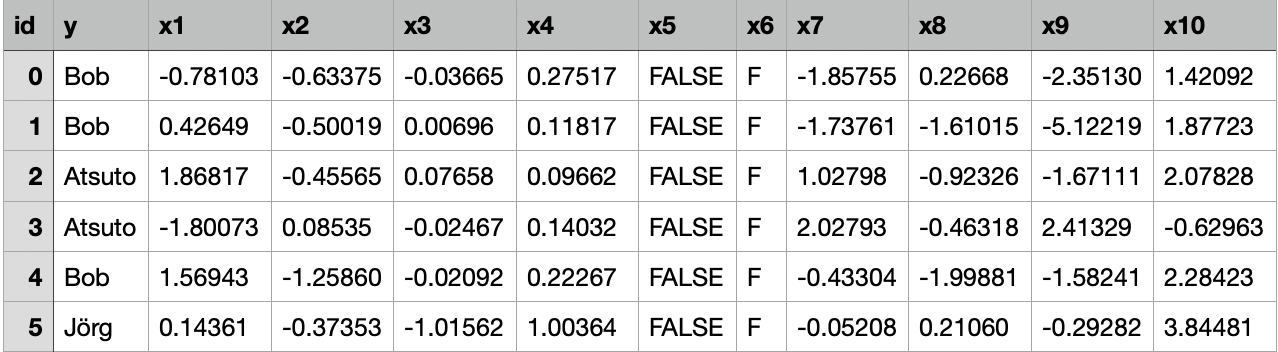 id y x1 x2 x3 x4 x5 x6 x7 x8 x9 x10
0 Bob -0.78103 -0.63375 -0.03665 0.27517 FALSE F -1.85755 0.22668 -2.35130 1.42092
1 Bob 0.42649 -0.50019 0.00696 0.11817 FALSE F -1.73761 -1.61015 -5.12219 1.87723
2 Atsuto 1.86817 -0.45565 0.07658 0.09662 FALSE F 1.02798 -0.92326 -1.67111 2.07828
3 Atsuto -1.80073 0.08535 -0.02467 0.14032 FALSE F 2.02793 -0.46318 2.41329 -0.62963
4 Bob 1.56943 -1.25860 -0.02092 0.22267 FALSE F -0.43304 -1.99881 -1.58241 2.28423
5 Jörg 0.14361 -0.37353 -1.01562 1.00364 FALSE F -0.05208 0.21060 -0.29282 3.84481